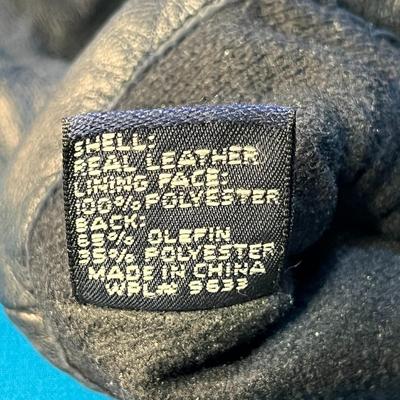 SHELL:
REAL LEATHER
LINING FACE:
100% POLYESTER
BACK:
65% OLEFIN
35% POLYESTER
MADE IN CHINA
WPL# 9633